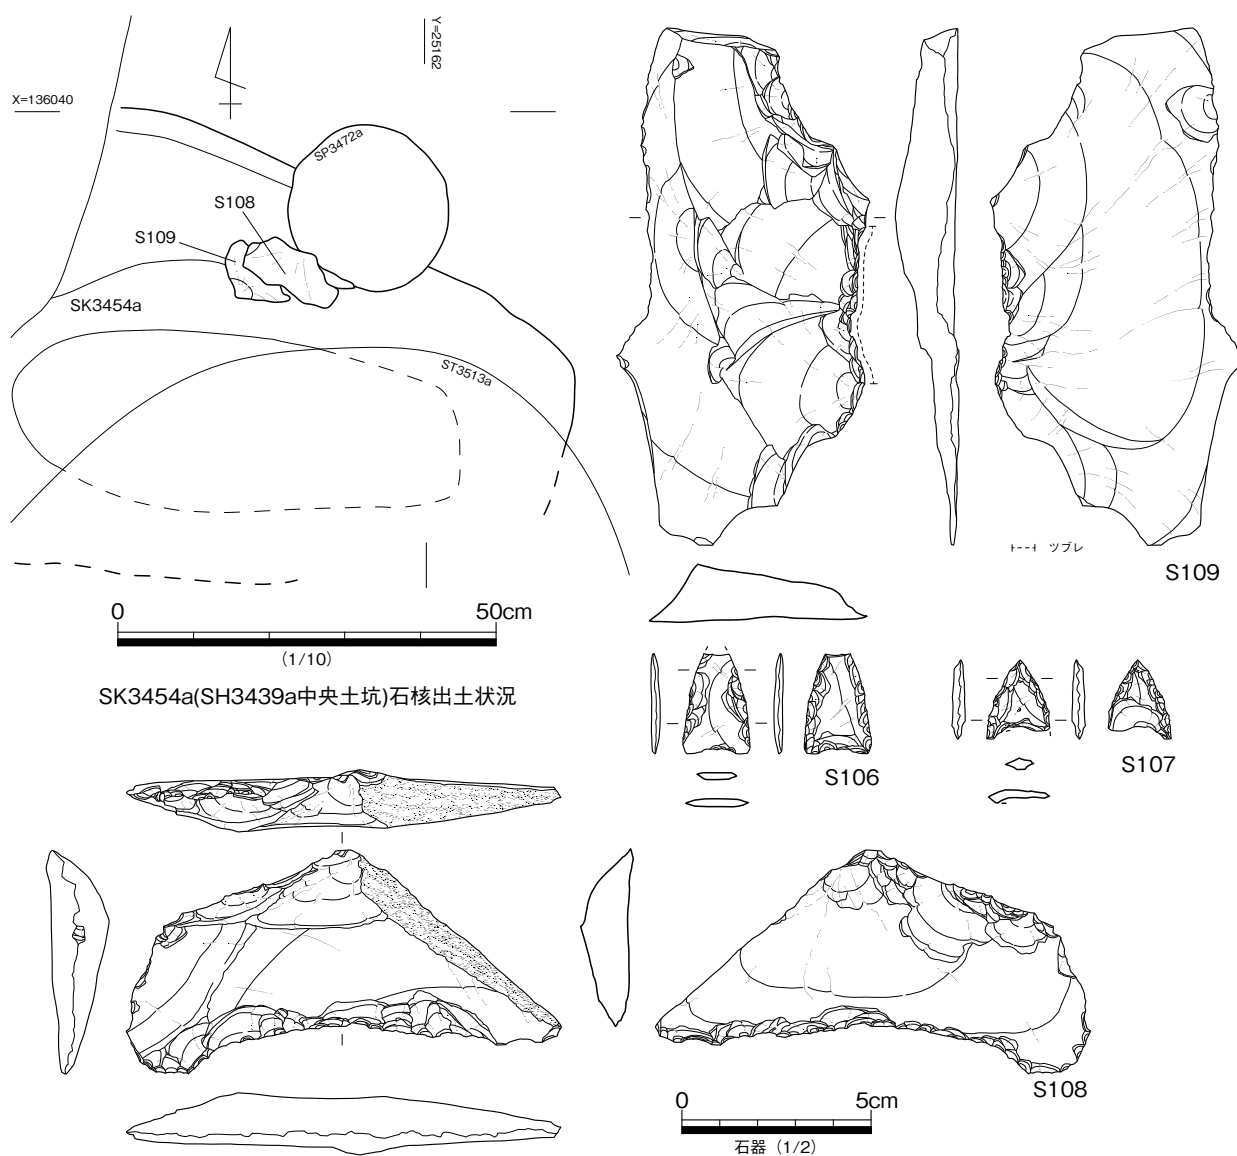 Y=25162
X=136040
SP3472a
S108
S109
SK3454a
ST3513a
0 50cm
(1/10)
SK3454a(SH3439a中央土坑)石核出土状況
ツブレ
S109
S106
S107
S108
0 5cm
石器 (1/2)